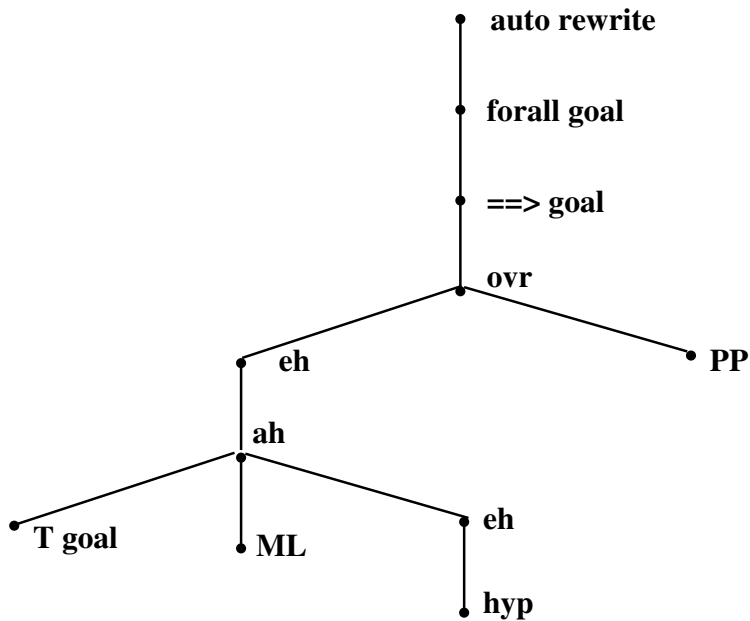 auto rewrite
forall goal
==> goal
ovr
eh
PP
ah
T goal
ML
eh
hyp